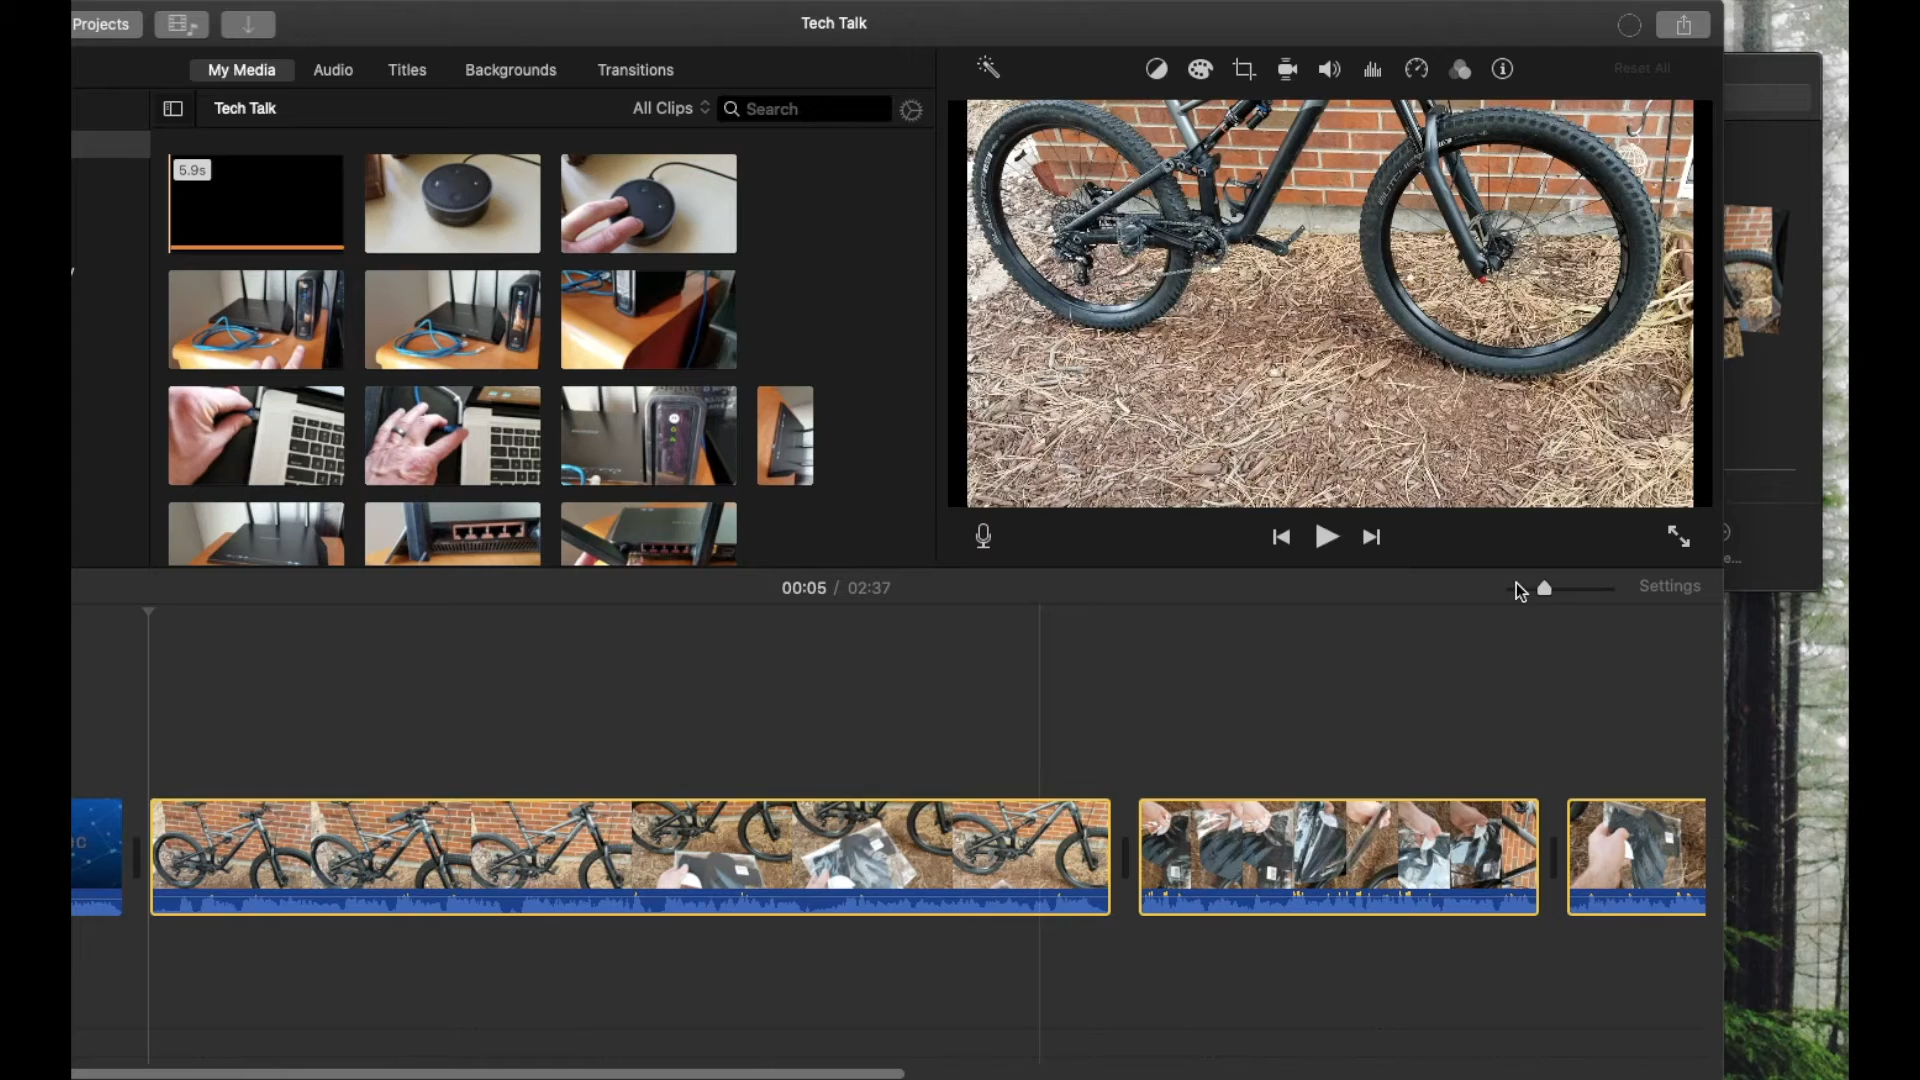 Projects
Tech Talk
My Media Audio Titles Backgrounds Transitions
Reset All
Tech Talk
All Clips
Search
5.9s
00:05 / 02:37
Settings